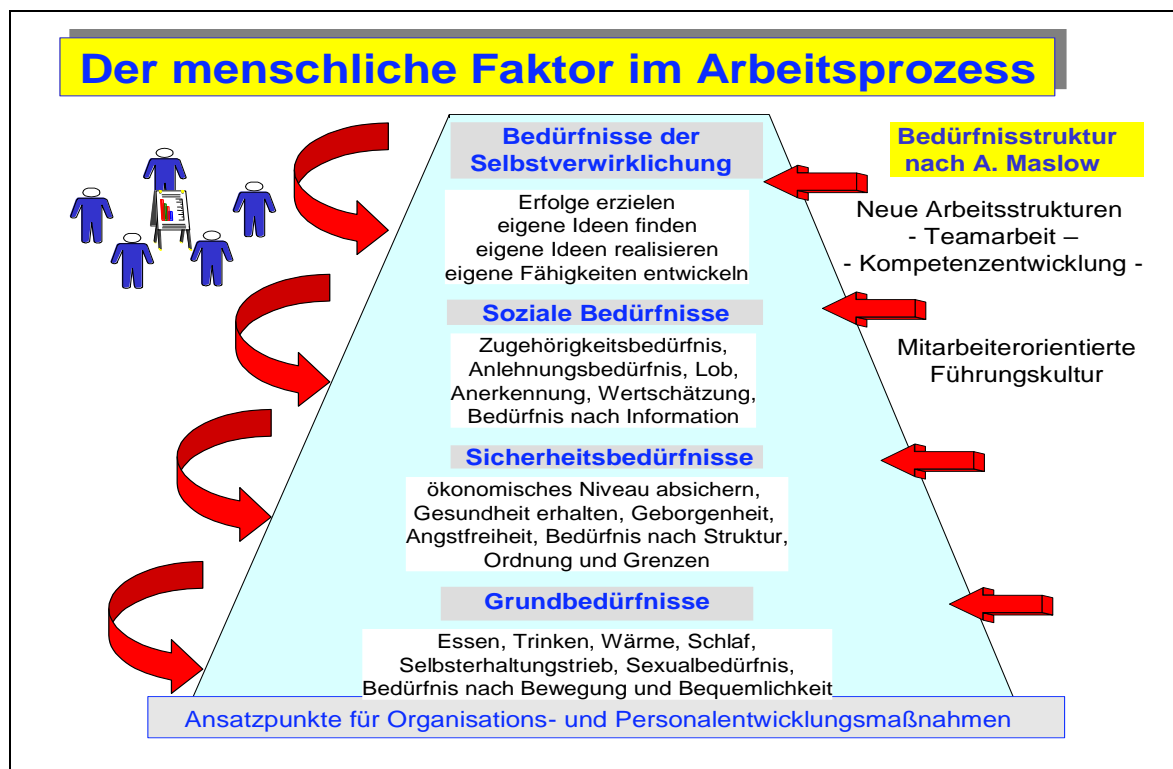 Der menschliche Faktor im Arbeitsprozess
Bedürfnisse der
Selbstverwirklichung
Erfolge erzielen
eigene Ideen finden
eigene Ideen realisieren
eigene Fähigkeiten entwickeln
Soziale Bedürfnisse
Zugehörigkeitsbedürfnis,
Anlehnungsbedürfnis, Lob,
Anerkennung, Wertschätzung,
Bedürfnis nach Information
Sicherheitsbedürfnisse
ökonomisches Niveau absichern,
Gesundheit erhalten, Geborgenheit,
Angstfreiheit, Bedürfnis nach Struktur,
Ordnung und Grenzen
Grundbedürfnisse
Essen, Trinken, Wärme, Schlaf,
Selbsterhaltungstrieb, Sexualbedürfnis,
Bedürfnis nach Bewegung und Bequemlichkeit
Bedürfnisstruktur
nach A. Maslow
Neue Arbeitsstrukturen
- Teamarbeit –
- Kompetenzentwicklung -
Mitarbeiterorientierte
Führungskultur
Ansatzpunkte für Organisations- und Personalentwicklungsmaßnahmen